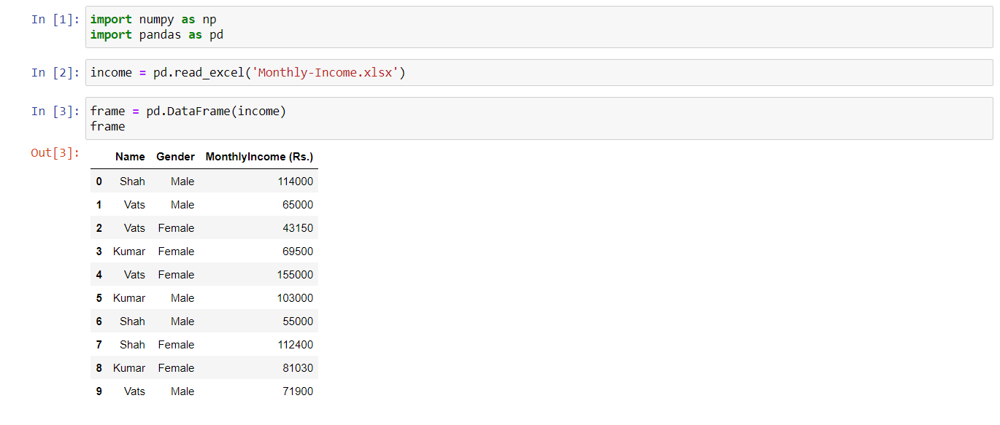 In [1]: import numpy as np
import pandas as pd
In [2]: income = pd.read_excel('Monthly-Income.xlsx')
In [3]: frame = pd.DataFrame(income)
frame
Out[3]:
Name Gender MonthlyIncome (Rs.)
0 Shah Male 114000
1 Vats Male 65000
2 Vats Female 43150
3 Kumar Female 69500
4 Vats Female 155000
5 Kumar Male 103000
6 Shah Male 55000
7 Shah Female 112400
8 Kumar Female 81030
9 Vats Male 71900